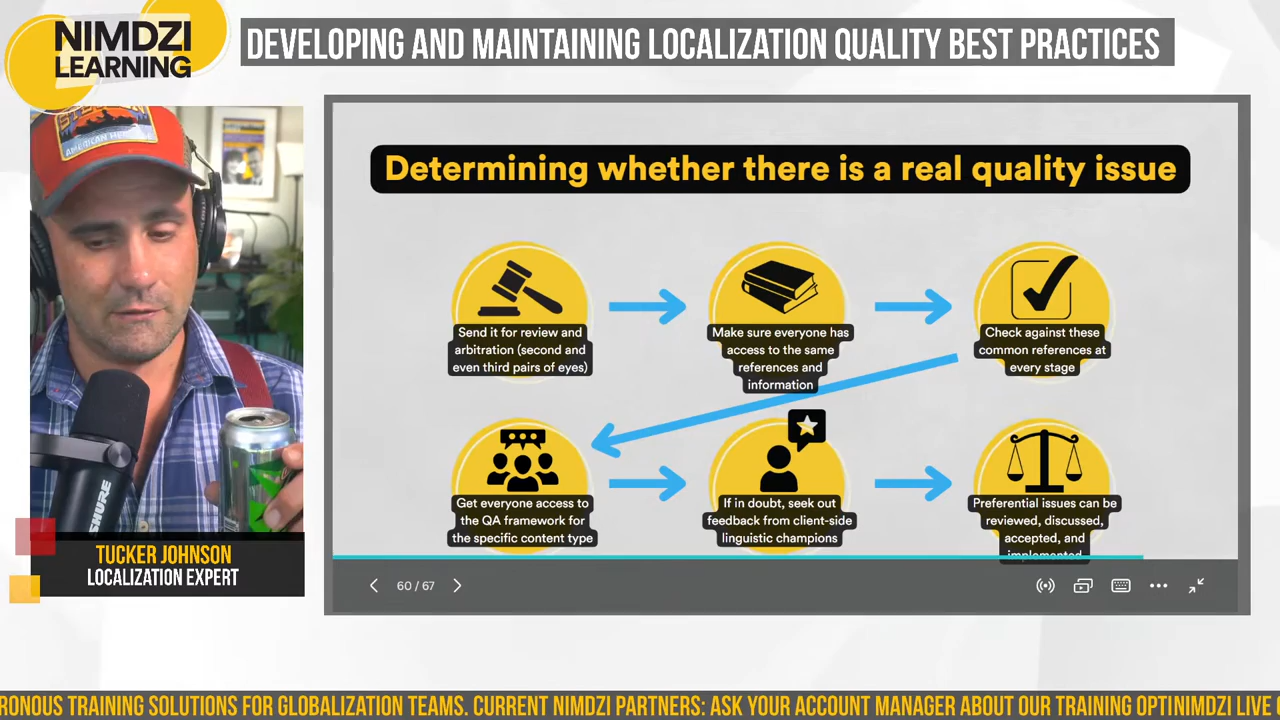 NIMDZI
LEARNING
DEVELOPING AND MAINTAINING LOCALIZATION QUALITY BEST PRACTICES
AMERICAN
SHURE
TUCKER JOHNSON
LOCALIZATION EXPERT
Determining whether there is a real quality issue
Send it for review and
arbitration (second and
even third pairs of eyes)
Make sure everyone has
access to the same
references and
information
Check against these
common references at
every stage
Get everyone access to
the QA framework for
the specific content type
If in doubt, seek out
feedback from client-side
linguistic champions
Preferential issues can be
reviewed, discussed,
accepted, and
implemented
60 / 67
RONOUS TRAINING SOLUTIONS FOR GLOBALIZATION TEAMS. CURRENT NIMDZI PARTNERS: ASK YOUR ACCOUNT MANAGER ABOUT OUR TRAINING OPTINIMDZI LIVE